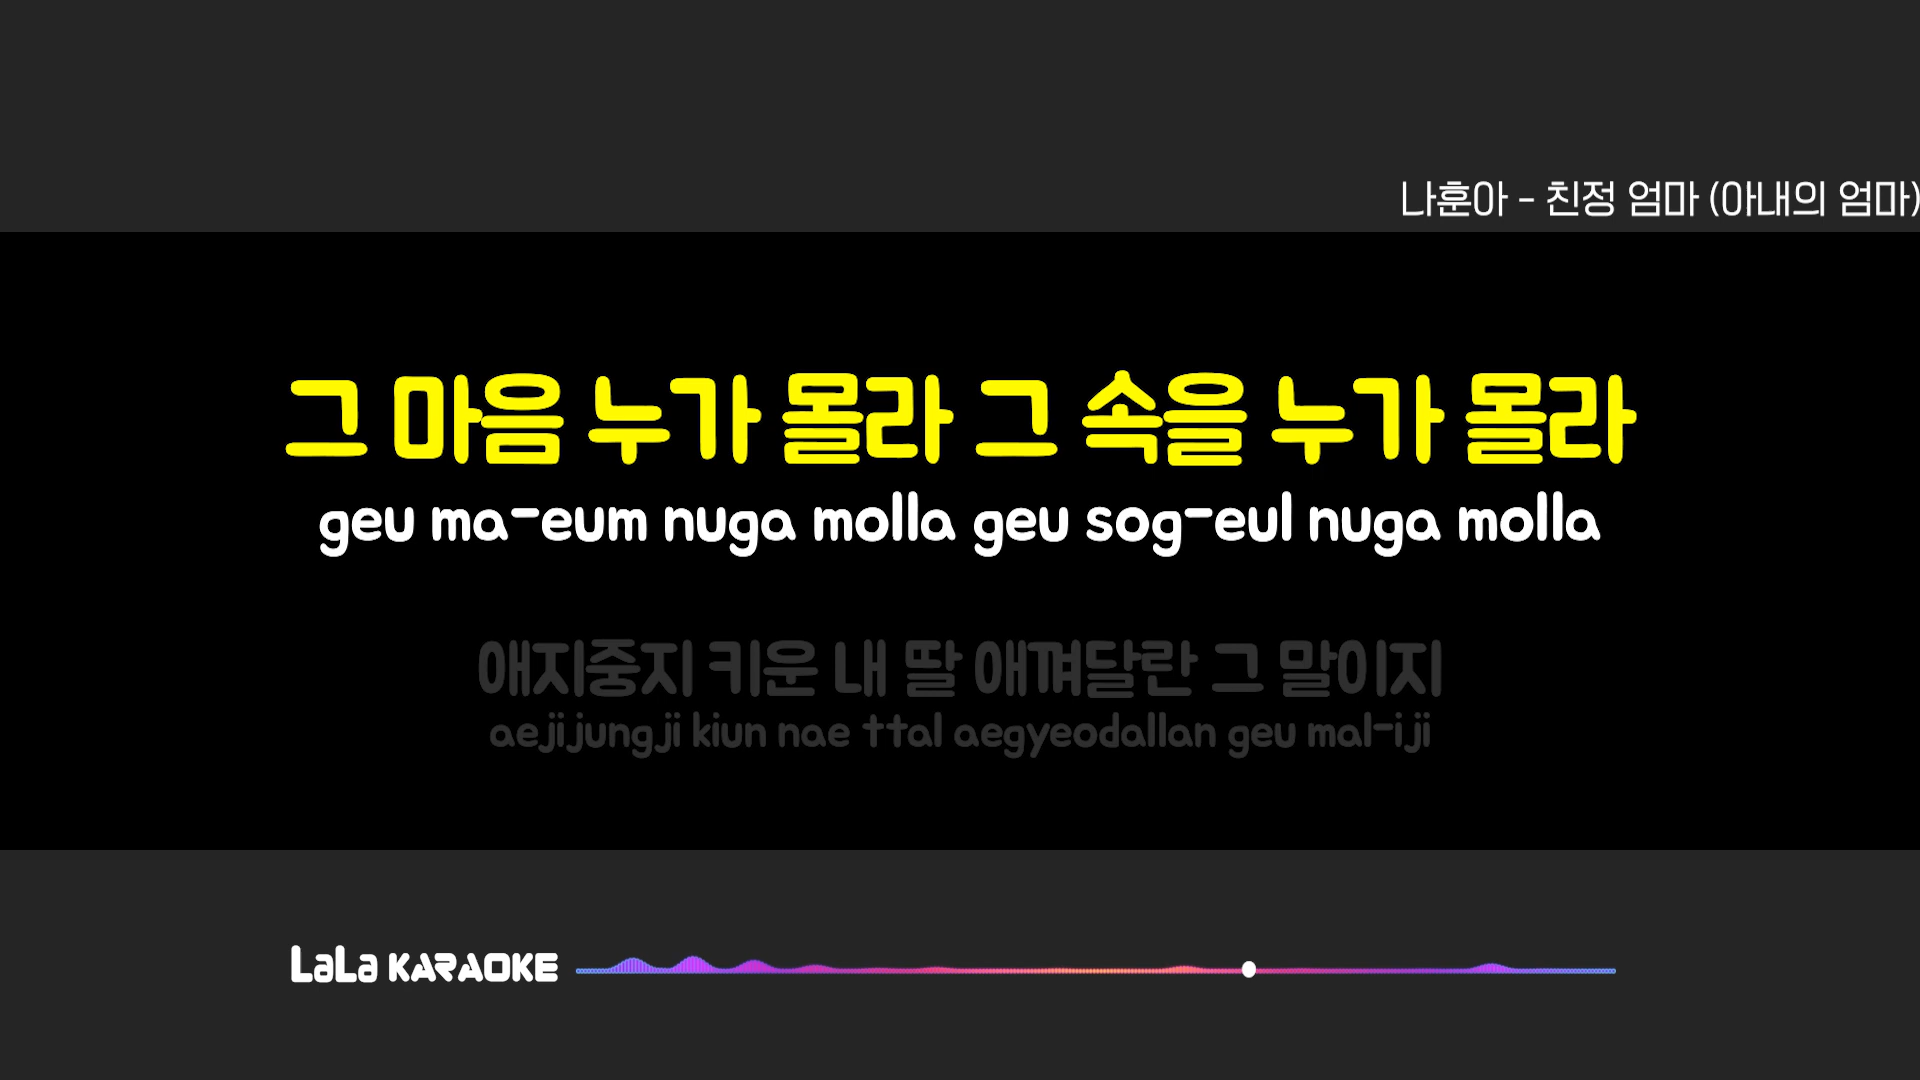 나훈아 - 친정 엄마 (아내의 엄마)
그 마음 누가 몰라 그 속을 누가 몰라
geu ma-eum nuga molla geu sog-eul nuga molla
애지중지 키운 내 딸 애껴달란 그 말이지
aejijungji kiun nae ttal aegyeodallan geu mal-iji
LaLa KARAOKE